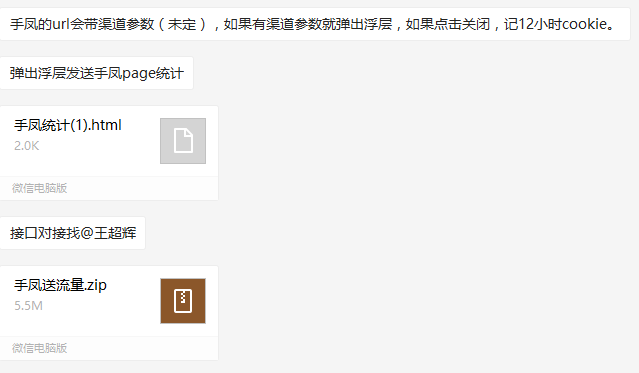 手凤的url会带渠道参数（未定），如果有渠道参数就弹出浮层，如果点击关闭，记12小时cookie。
弹出浮层发送手凤page统计
手凤统计(1).html
2.0K
微信电脑版
接口对接找@王超辉
手凤送流量.zip
5.5M
微信电脑版